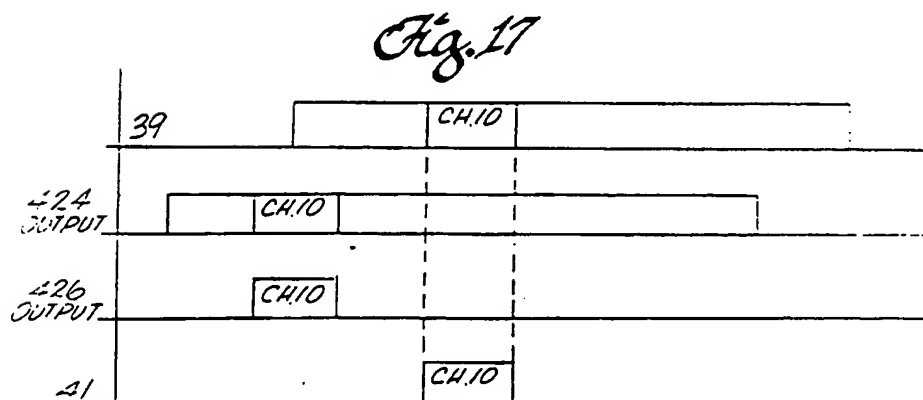 Fig. 17
39
CH.10
424
OUTPUT
CH.10
426
OUTPUT
CH.10
41
CH.10